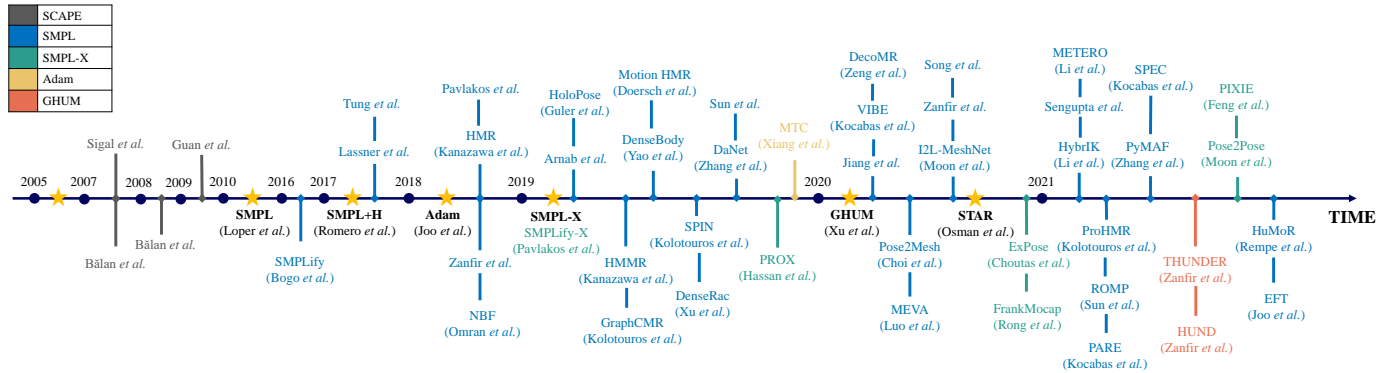 SCAPE
SMPL
SMPL-X
Adam
GHUM
Sigal et al.
Guan et al.
Tung et al.
Lassner et al.
Pavlakos et al.
HMR
(Kanazawa et al.)
HoloPose
(Guler et al.)
Arnab et al.
Motion HMR
(Doersch et al.)
DenseBody
(Yao et al.)
Sun et al.
DaNet
(Zhang et al.)
MTC
(Xiang et al.)
DecoMR
(Zeng et al.)
VIBE
(Kocabas et al.)
Jiang et al.
Song et al.
Zanfir et al.
I2L-MeshNet
(Moon et al.)
METERO
(Li et al.)
Sengupta et al.
HybrIK
(Li et al.)
SPEC
(Kocabas et al.)
PyMAF
(Zhang et al.)
PIXIE
(Feng et al.)
Pose2Pose
(Moon et al.)
2005
2007
2008
2009
2010
2016
2017
2018
2019
2020
2021
TIME
Bălan et al.
Bălan et al.
SMPL
(Loper et al.)
SMPLify
(Bogo et al.)
SMPL+H
(Romero et al.)
Adam
(Joo et al.)
Zanfir et al.
NBF
(Omran et al.)
SMPL-X
SMPLify-X
(Pavlakos et al.)
HMMR
(Kanazawa et al.)
GraphCMR
(Kolotouros et al.)
SPIN
(Kolotouros et al.)
DenseRac
(Xu et al.)
PROX
(Hassan et al.)
GHUM
(Xu et al.)
Pose2Mesh
(Choi et al.)
MEVA
(Luo et al.)
STAR
(Osman et al.)
ExPose
(Choutas et al.)
FrankMocap
(Rong et al.)
ProHMR
(Kolotouros et al.)
ROMP
(Sun et al.)
PARE
(Kocabas et al.)
THUNDER
(Zanfir et al.)
HUND
(Zanfir et al.)
HuMoR
(Rempe et al.)
EFT
(Joo et al.)